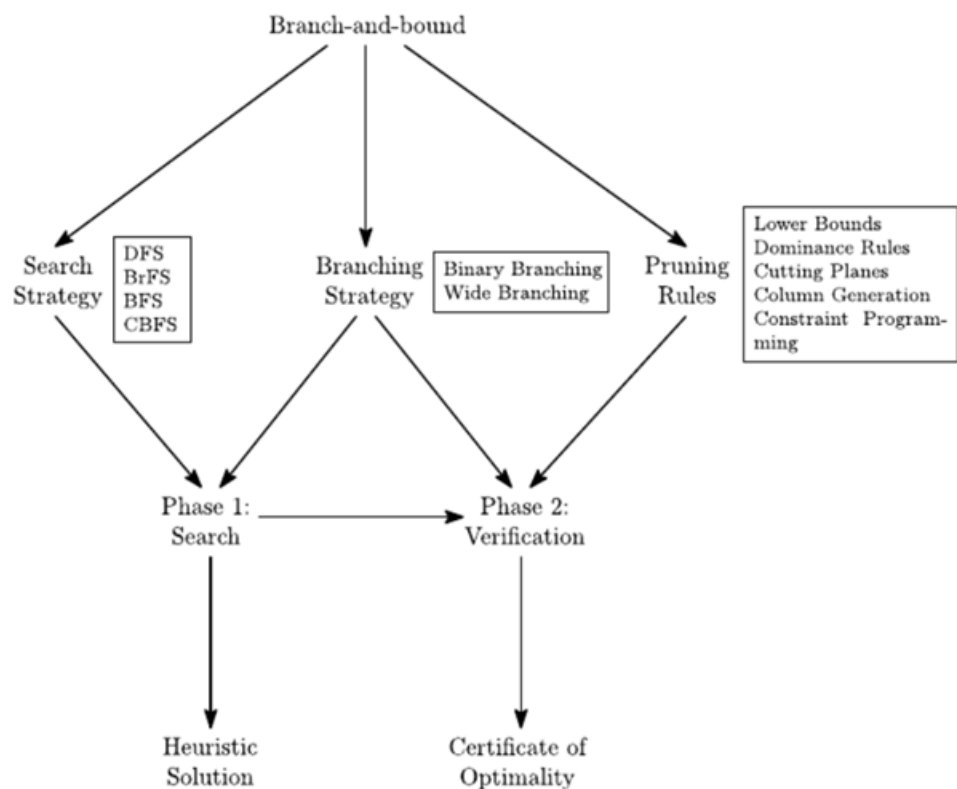 Branch-and-bound
Search
Strategy
DFS
BrFS
BFS
CBFS
Branching
Strategy
Binary Branching
Wide Branching
Pruning
Rules
Lower Bounds
Dominance Rules
Cutting Planes
Column Generation
Constraint Program-
ming
Phase 1:
Search
Phase 2:
Verification
Heuristic
Solution
Certificate of
Optimality